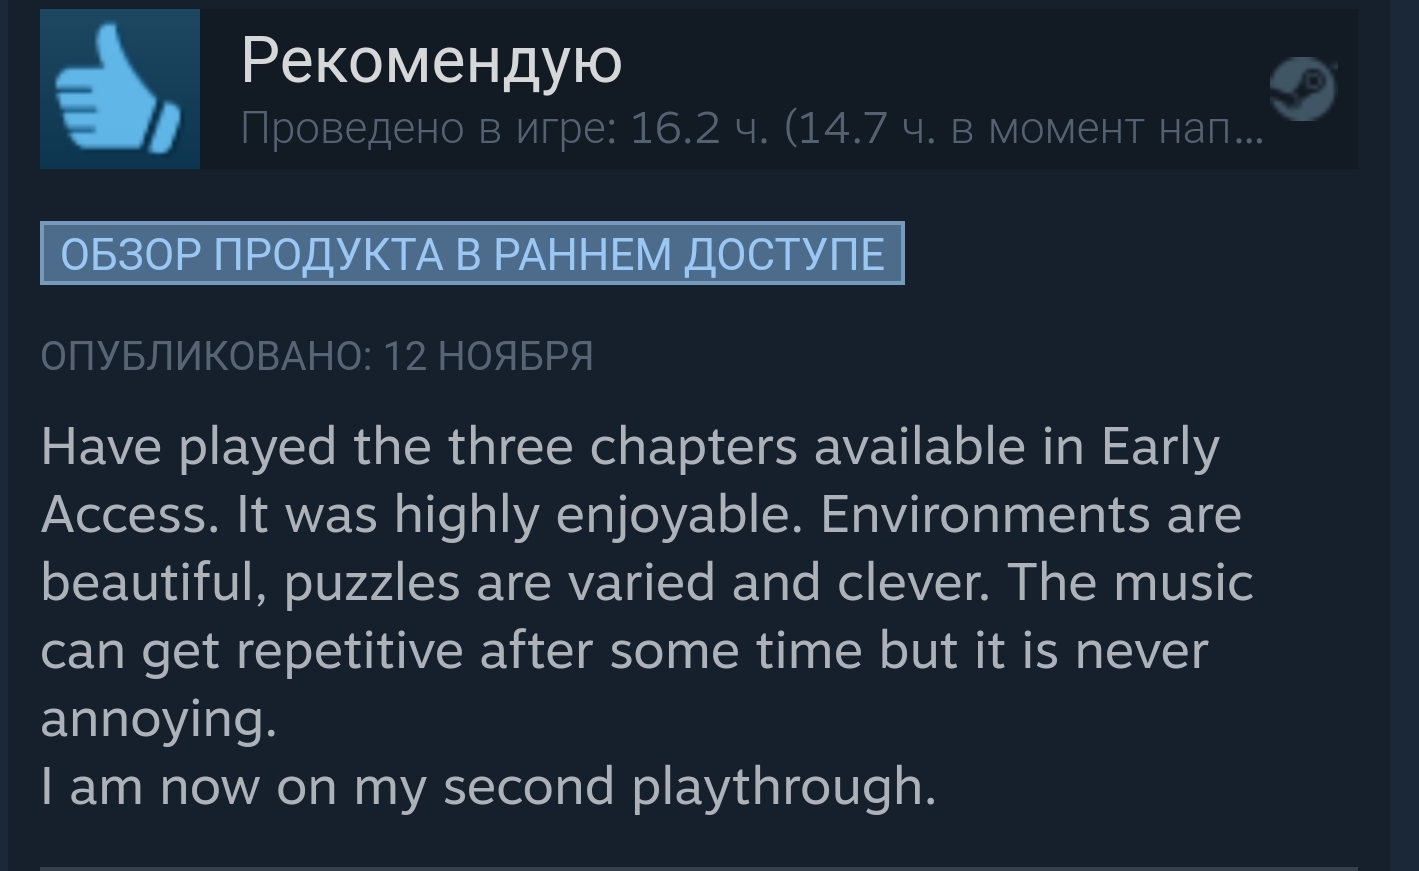 Рекомендую
Проведено в игре: 16.2 ч. (14.7 ч. в момент нап...
ОБЗОР ПРОДУКТА В РАННЕМ ДОСТУПЕ
ОПУБЛИКОВАНО: 12 НОЯБРЯ
Have played the three chapters available in Early
Access. It was highly enjoyable. Environments are
beautiful, puzzles are varied and clever. The music
can get repetitive after some time but it is never
annoying.
I am now on my second playthrough.